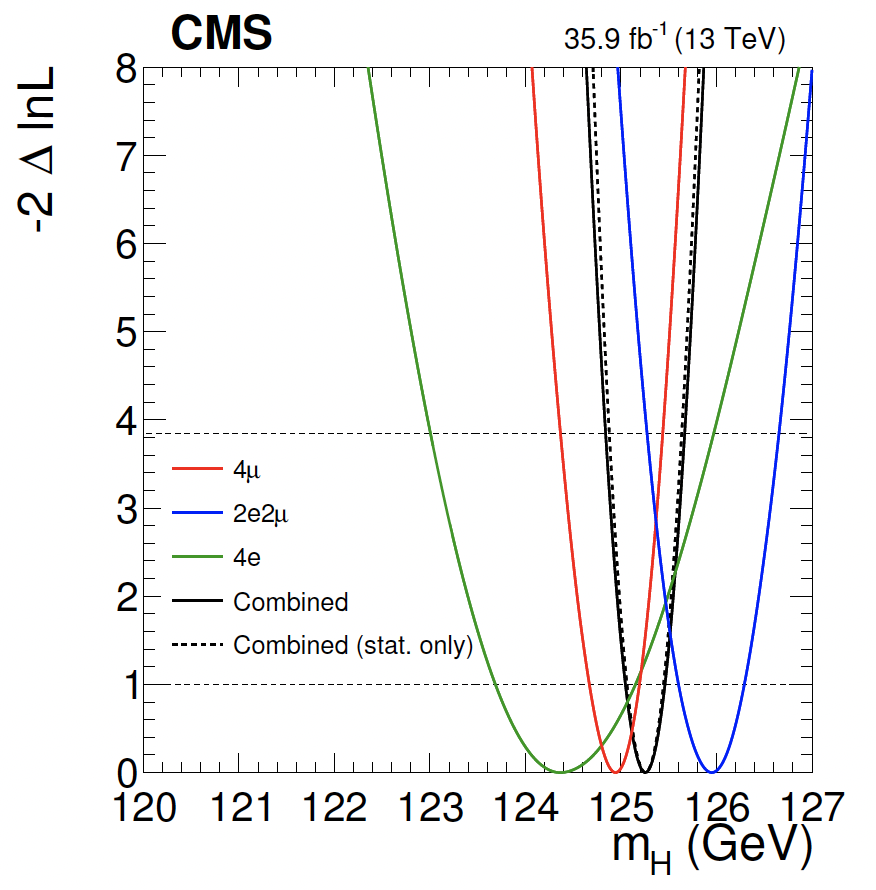 CMS
35.9 fb⁻¹ (13 TeV)
-2 Δ lnL
8
7
6
5
4
3
2
1
0
4μ
2e2μ
4e
Combined
Combined (stat. only)
120 121 122 123 124 125 126 127
m_H (GeV)